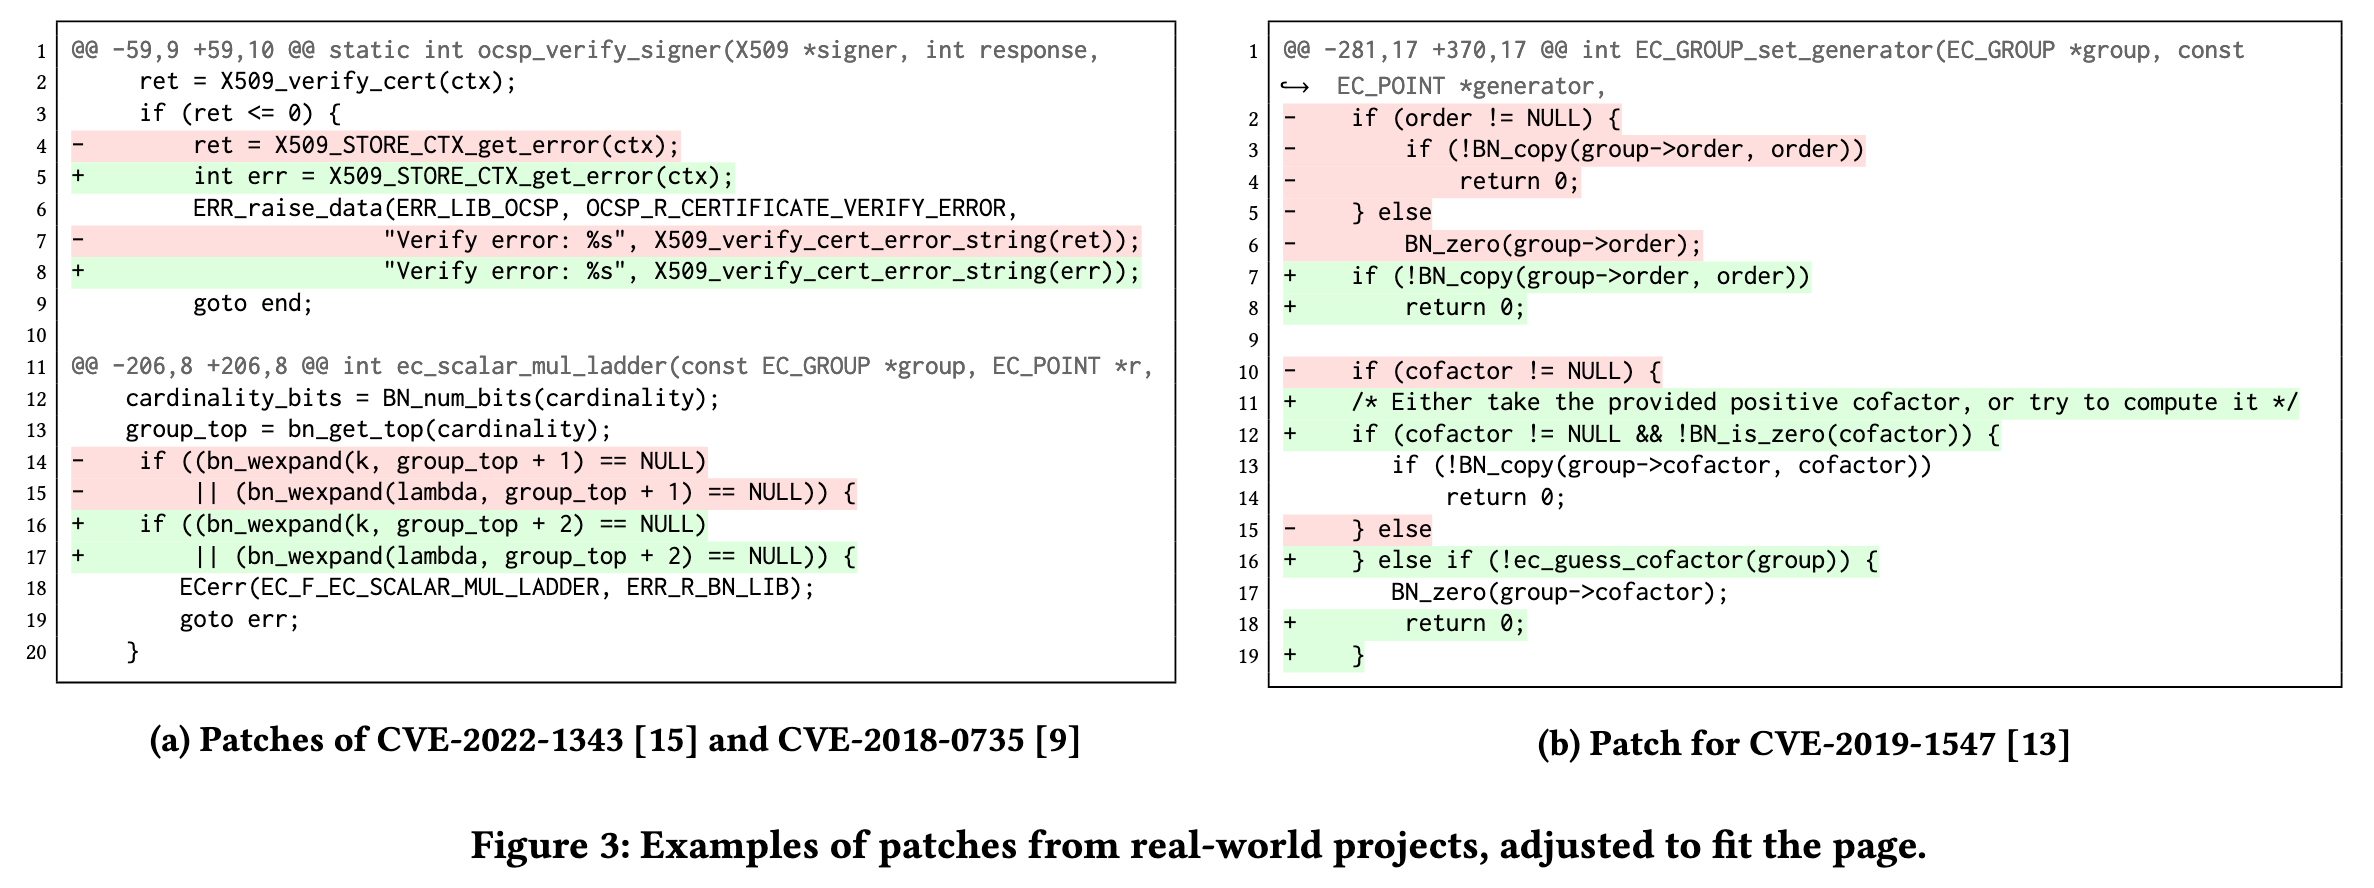 1 @@ -59,9 +59,10 @@ static int ocsp_verify_signer(X509 *signer, int response,
2      ret = X509_verify_cert(ctx);
3      if (ret <= 0) {
4 -        ret = X509_STORE_CTX_get_error(ctx);
5 +        int err = X509_STORE_CTX_get_error(ctx);
6          ERR_raise_data(ERR_LIB_OCSP, OCSP_R_CERTIFICATE_VERIFY_ERROR,
7 -                      "Verify error: %s", X509_verify_cert_error_string(ret));
8 +                      "Verify error: %s", X509_verify_cert_error_string(err));
9          goto end;
10
11 @@ -206,8 +206,8 @@ int ec_scalar_mul_ladder(const EC_GROUP *group, EC_POINT *r,
12     cardinality_bits = BN_num_bits(cardinality);
13     group_top = bn_get_top(cardinality);
14 -    if ((bn_wexpand(k, group_top + 1) == NULL)
15 -        || (bn_wexpand(lambda, group_top + 1) == NULL)) {
16 +    if ((bn_wexpand(k, group_top + 2) == NULL)
17 +        || (bn_wexpand(lambda, group_top + 2) == NULL)) {
18         ECerr(EC_F_EC_SCALAR_MUL_LADDER, ERR_R_BN_LIB);
19         goto err;
20     }
(a) Patches of CVE-2022-1343 [15] and CVE-2018-0735 [9]
1 @@ -281,17 +370,17 @@ int EC_GROUP_set_generator(EC_GROUP *group, const
↪   EC_POINT *generator,
2 -    if (order != NULL) {
3 -        if (!BN_copy(group->order, order))
4 -            return 0;
5 -    } else
6 -        BN_zero(group->order);
7 +    if (!BN_copy(group->order, order))
8 +        return 0;
9
10 -    if (cofactor != NULL) {
11 +    /* Either take the provided positive cofactor, or try to compute it */
12 +    if (cofactor != NULL && !BN_is_zero(cofactor)) {
13         if (!BN_copy(group->cofactor, cofactor))
14             return 0;
15 -    } else
16 +    } else if (!ec_guess_cofactor(group)) {
17         BN_zero(group->cofactor);
18 +        return 0;
19 +    }
(b) Patch for CVE-2019-1547 [13]
Figure 3: Examples of patches from real-world projects, adjusted to fit the page.